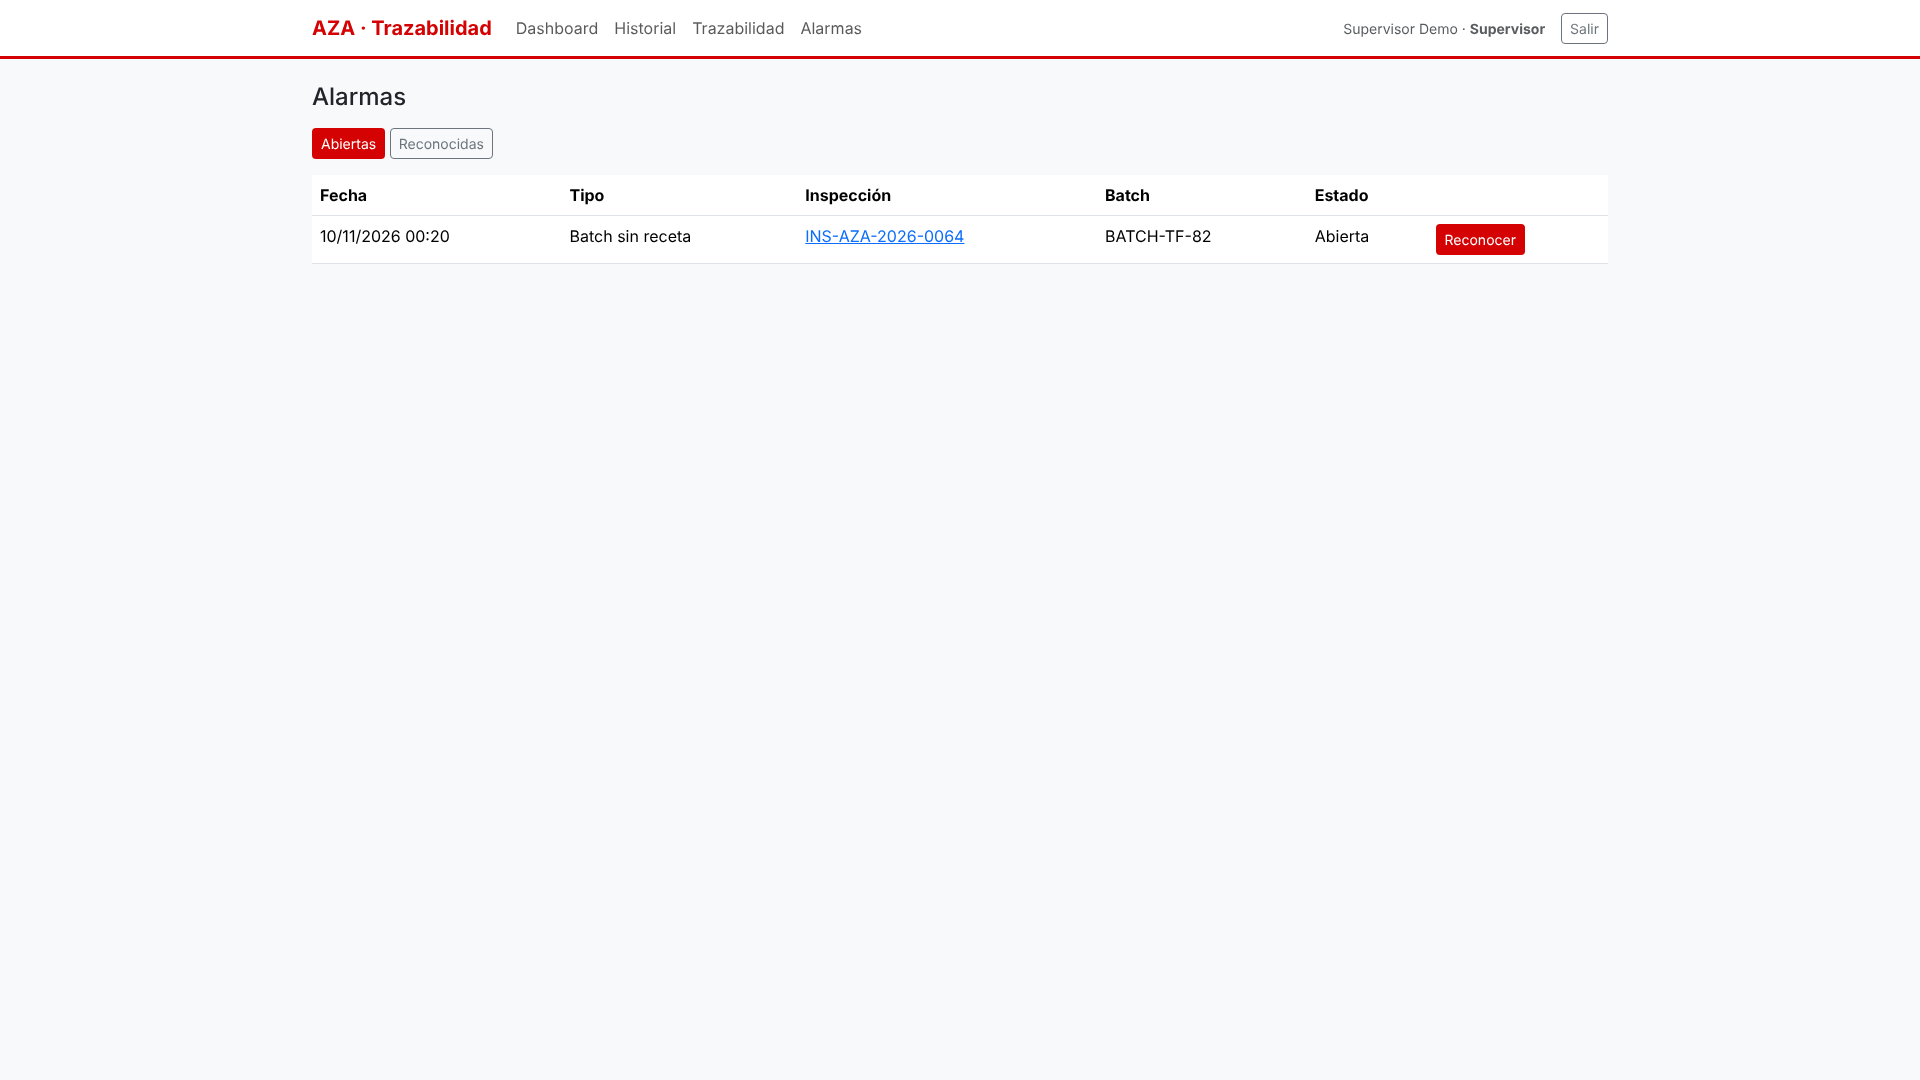 AZA · Trazabilidad Dashboard Historial Trazabilidad Alarmas Supervisor Demo · Supervisor Salir
Alarmas
Abiertas Reconocidas
Fecha Tipo Inspección Batch Estado
10/11/2026 00:20 Batch sin receta INS-AZA-2026-0064 BATCH-TF-82 Abierta Reconocer